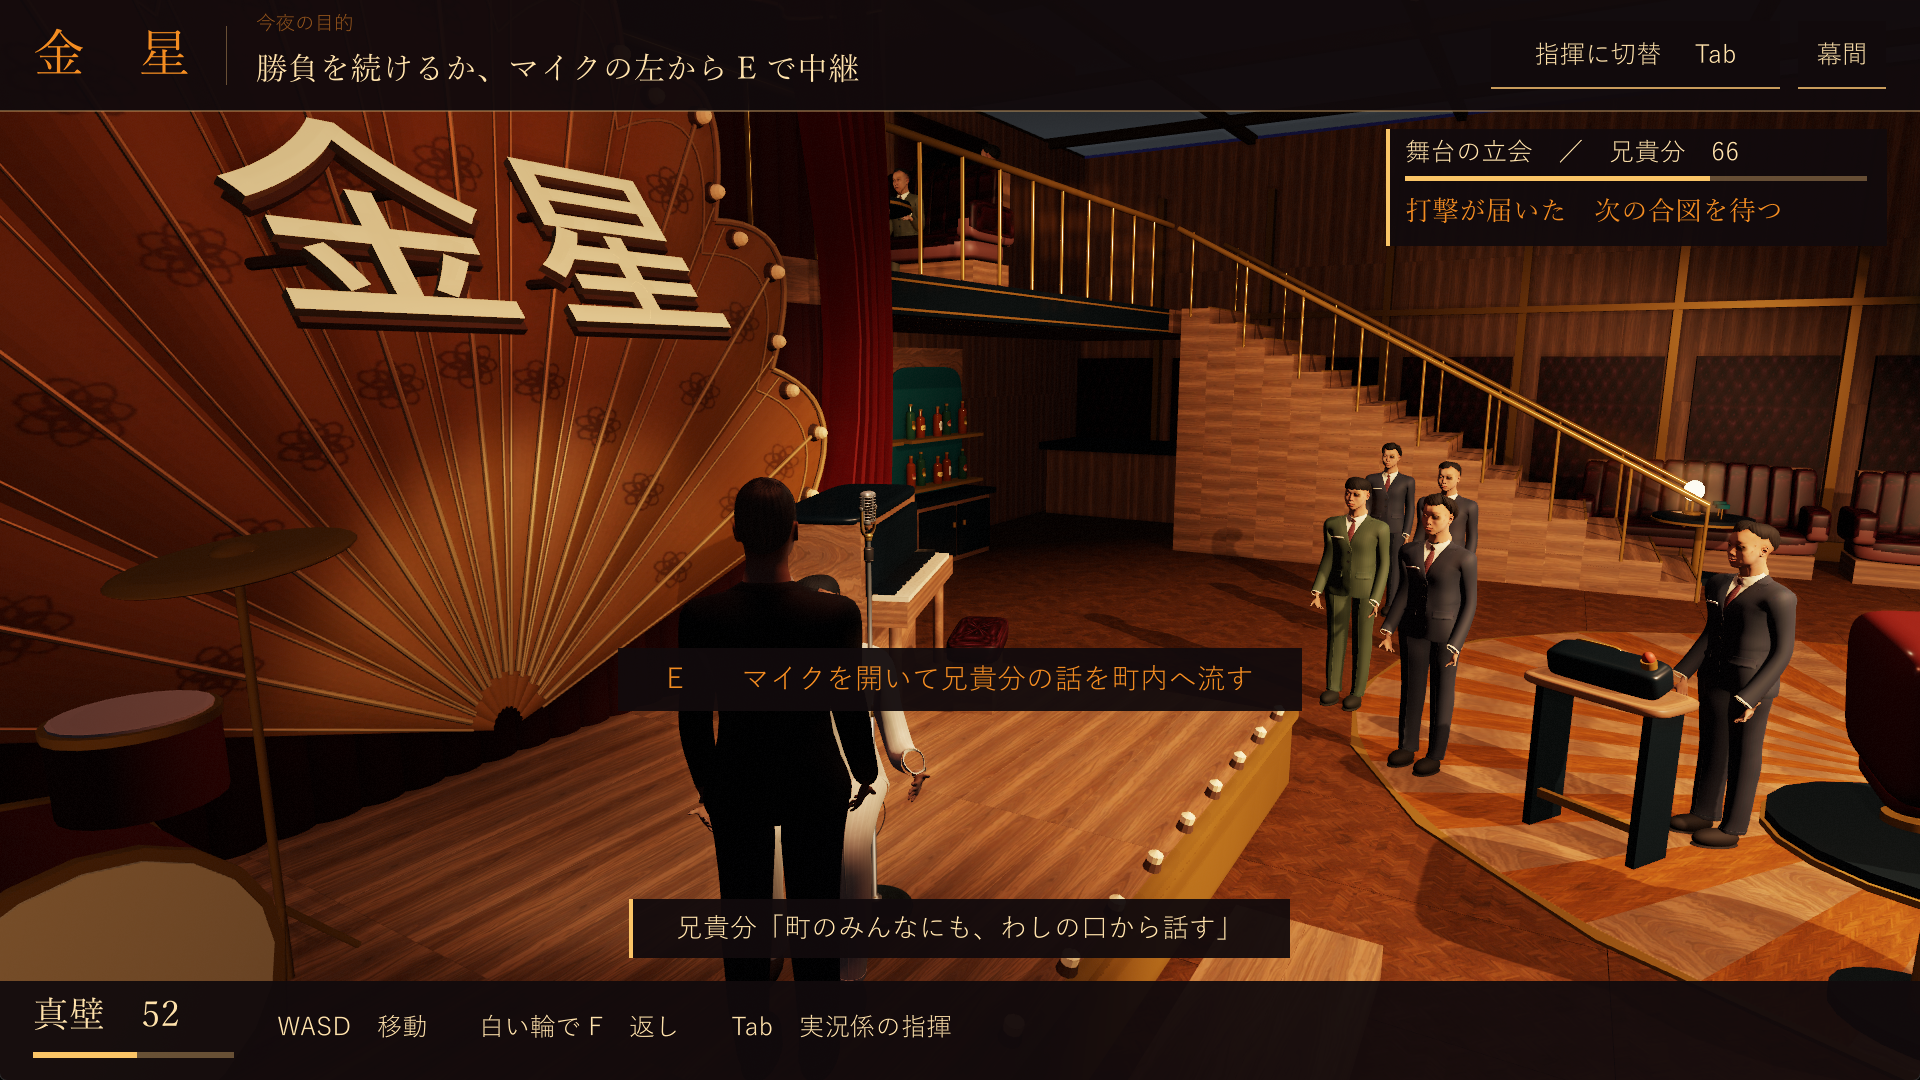 金 星
今夜の目的
勝負を続けるか、マイクの左から E で中継
指揮に切替 Tab
幕間
舞台の立会 ／ 兄貴分 66
打撃が届いた 次の合図を待つ
金星
E マイクを開いて兄貴分の話を町内へ流す
兄貴分「町のみんなにも、わしの口から話す」
真壁 52
WASD 移動 白い輪で F 返し Tab 実況係の指揮